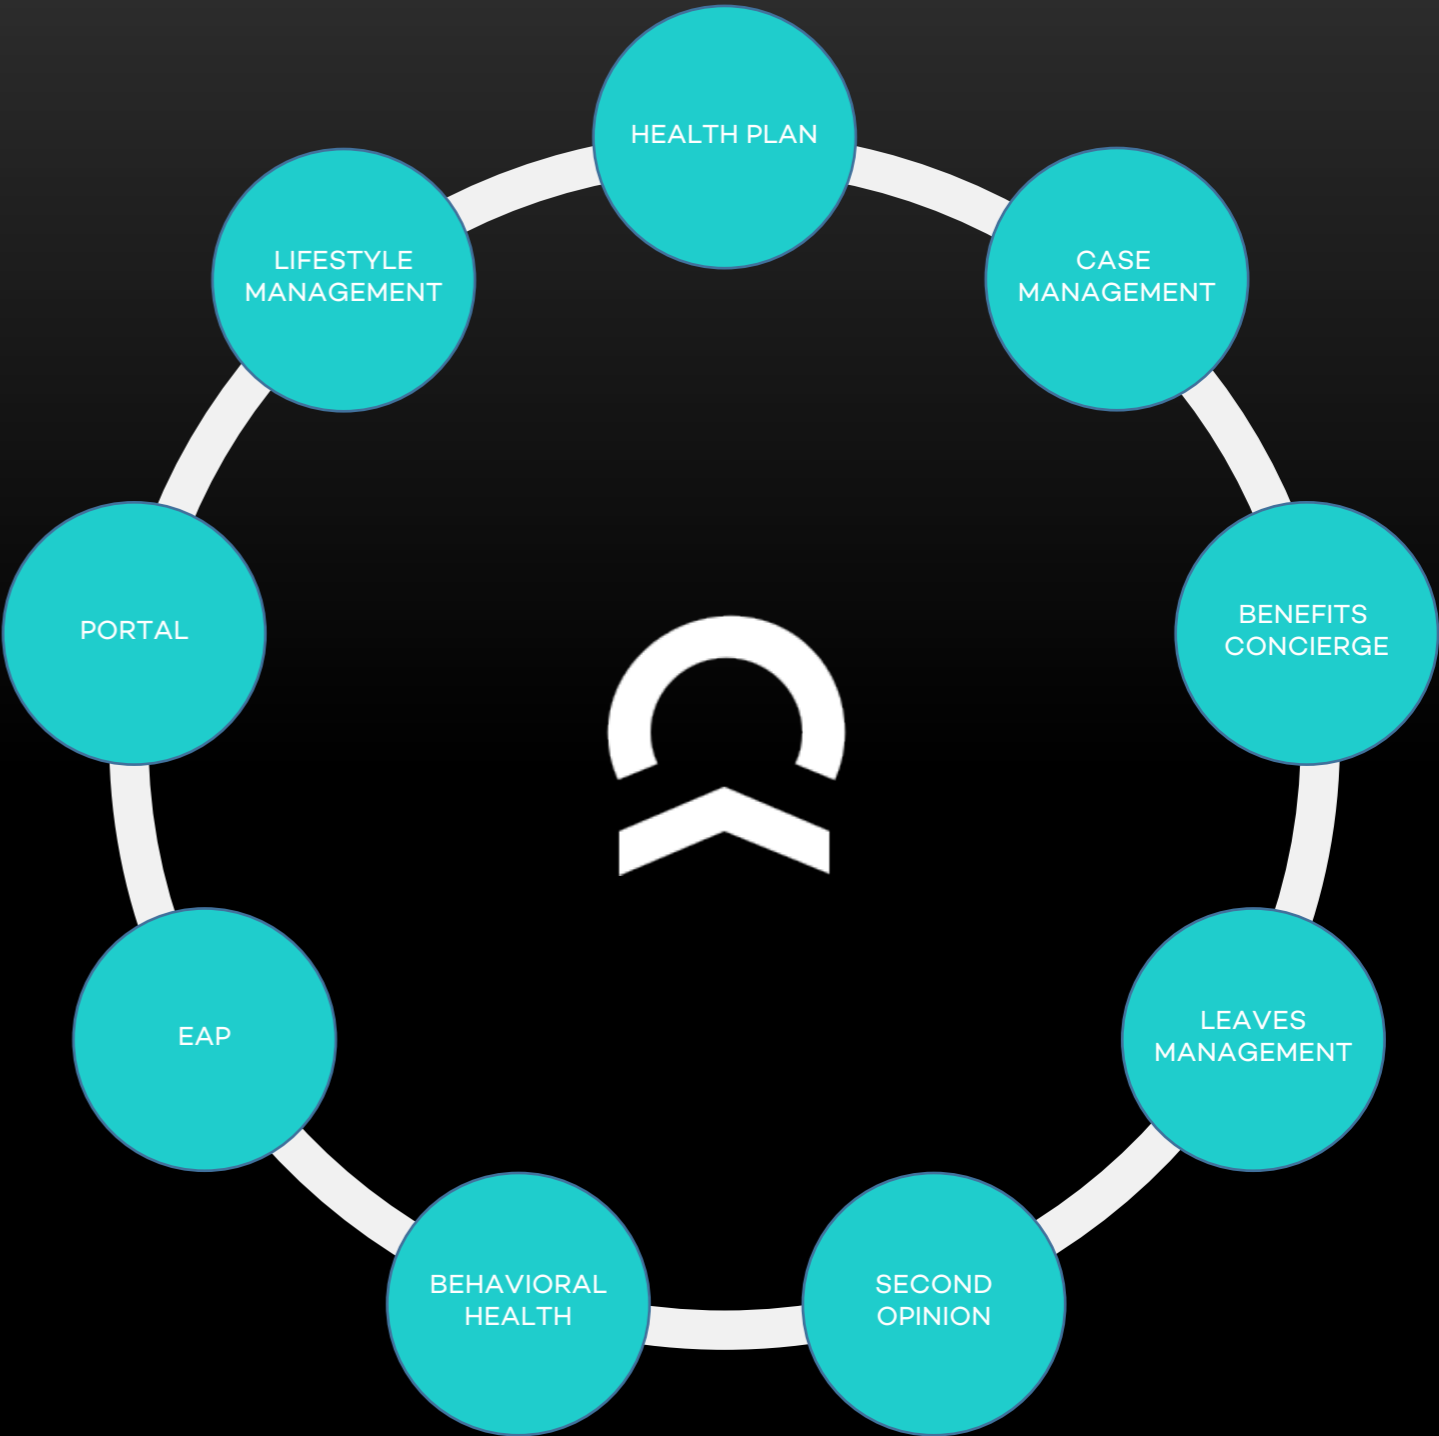 HEALTH PLAN
CASE
MANAGEMENT
BENEFITS
CONCIERGE
LEAVES
MANAGEMENT
SECOND
OPINION
BEHAVIORAL
HEALTH
EAP
PORTAL
LIFESTYLE
MANAGEMENT